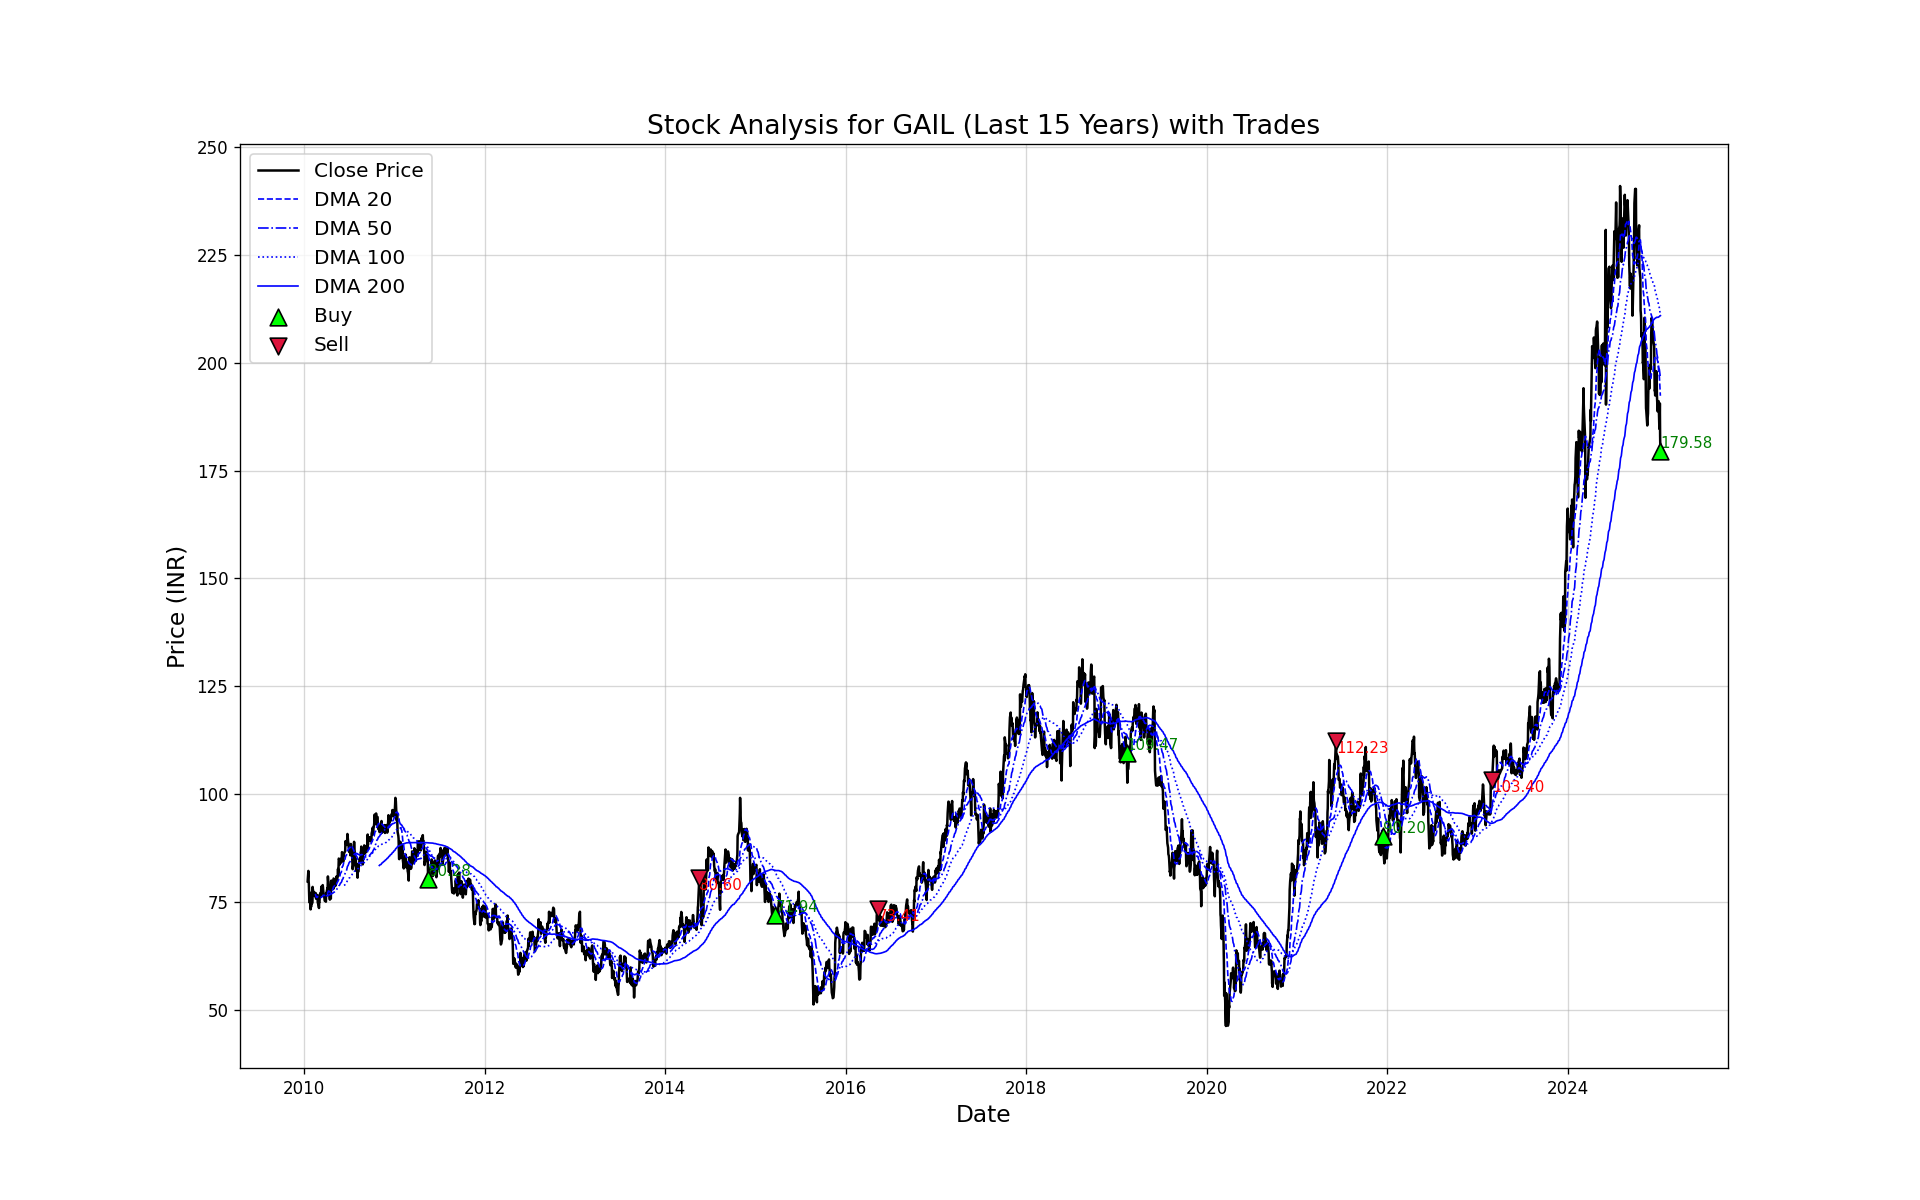 Stock Analysis for GAIL (Last 15 Years) with Trades
Price (INR)
250
225
200
175
150
125
100
75
50
Close Price
DMA 20
DMA 50
DMA 100
DMA 200
Buy
Sell
179.58
112.23
109.47
103.40
2010
2012
2014
2016
2018
2020
2022
2024
Date